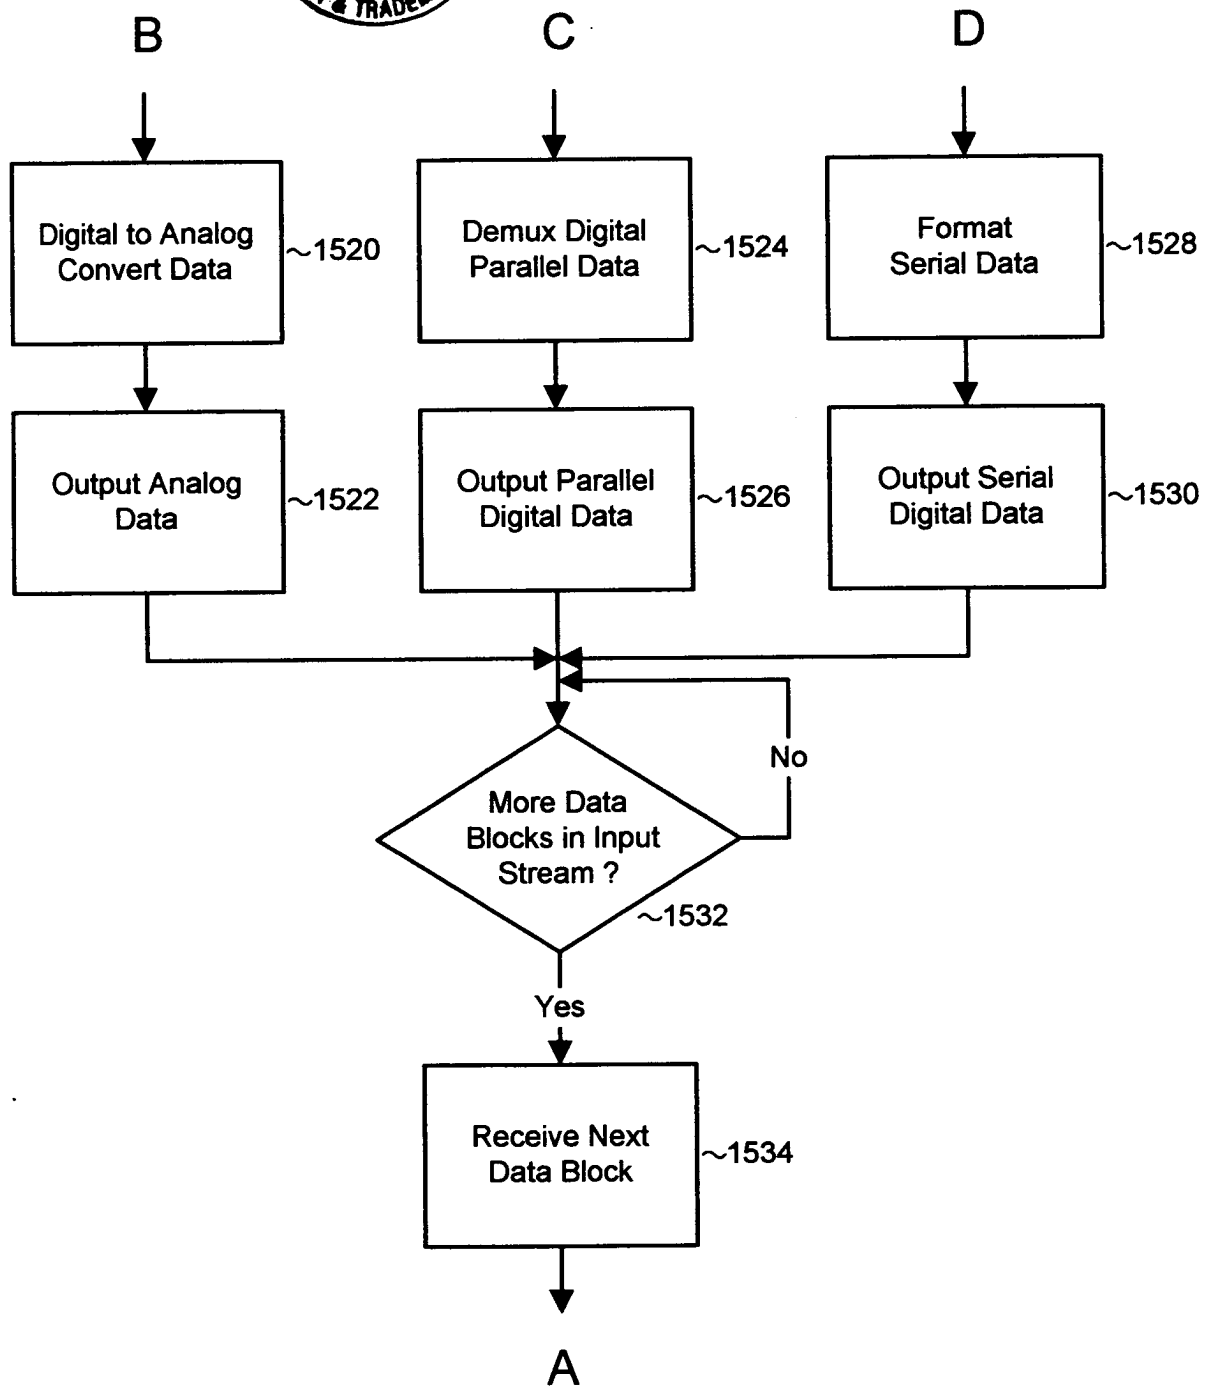 & TRADE
B
C
D
Digital to Analog
Convert Data
~1520
Demux Digital
Parallel Data
~1524
Format
Serial Data
~1528
Output Analog
Data
~1522
Output Parallel
Digital Data
~1526
Output Serial
Digital Data
~1530
No
More Data
Blocks in Input
Stream ?
~1532
Yes
Receive Next
Data Block
~1534
A